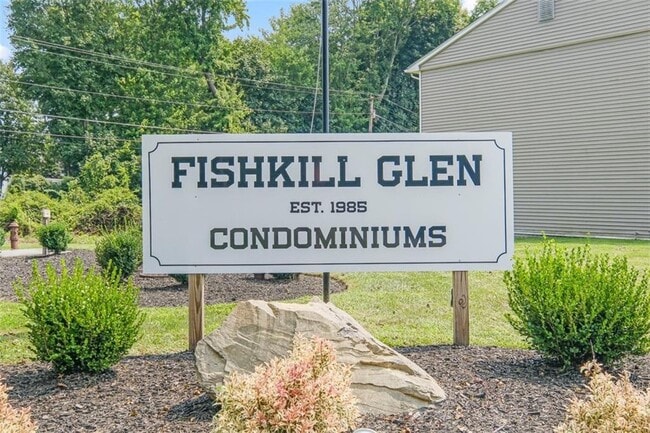 FISHKILL GLEN
EST. 1985
CONDOMINIUMS